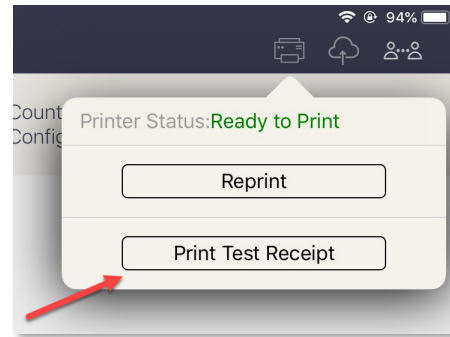 94%
Count
Config
Printer Status:Ready to Print
Reprint
Print Test Receipt